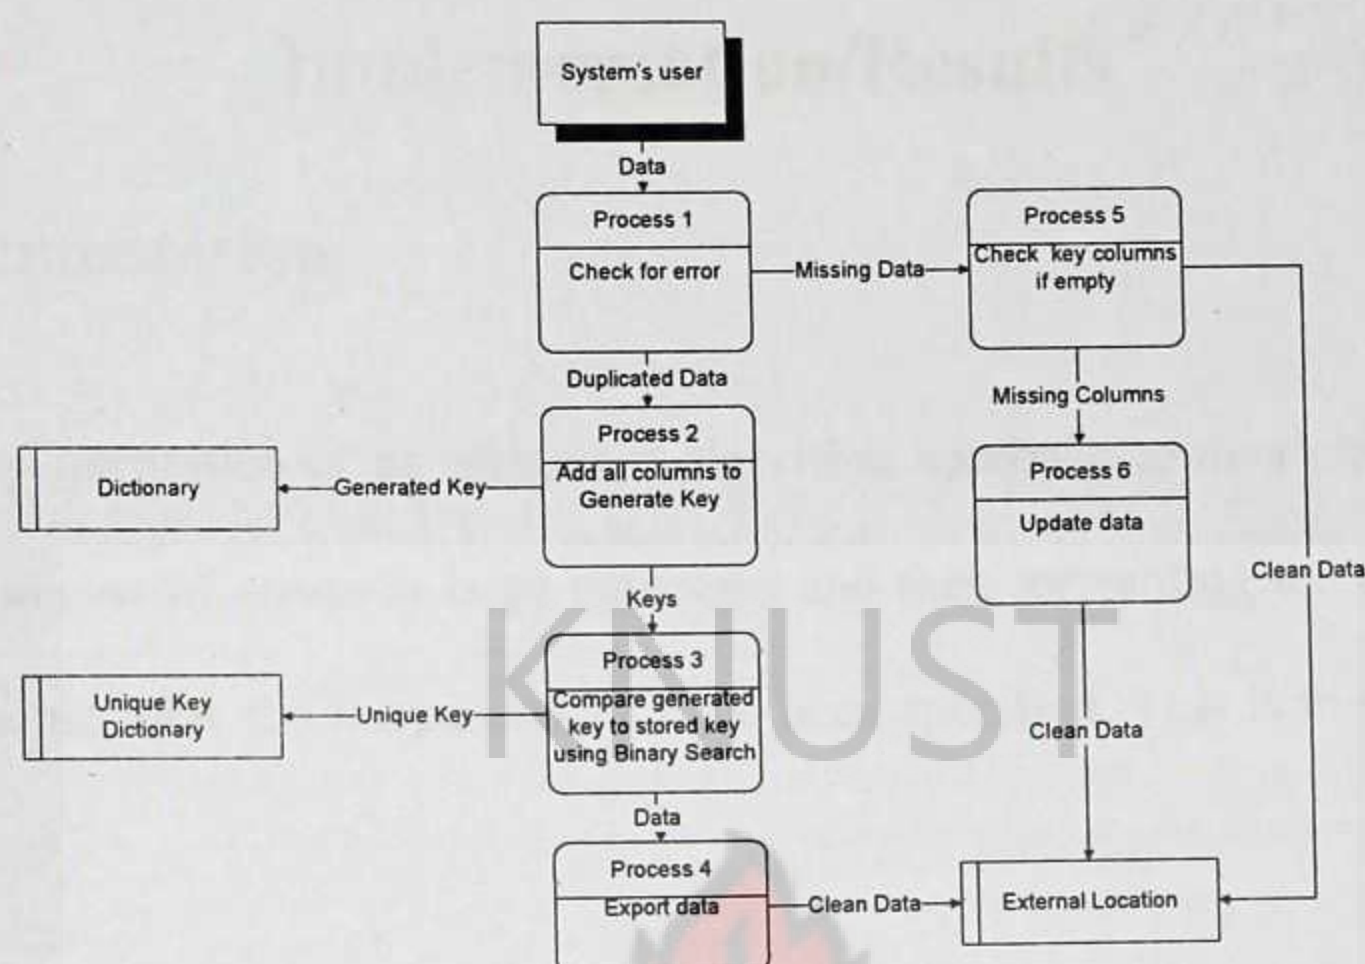 System's user
Data
Process 1
Check for error
Missing Data
Process 5
Check key columns
if empty
Duplicated Data
Missing Columns
Process 2
Add all columns to
Generate Key
Generated Key
Dictionary
Process 6
Update data
Clean Data
Keys
KNUST
Process 3
Compare generated
key to stored key
using Binary Search
Unique Key
Unique Key
Dictionary
Clean Data
Data
Process 4
Export data
Clean Data
External Location